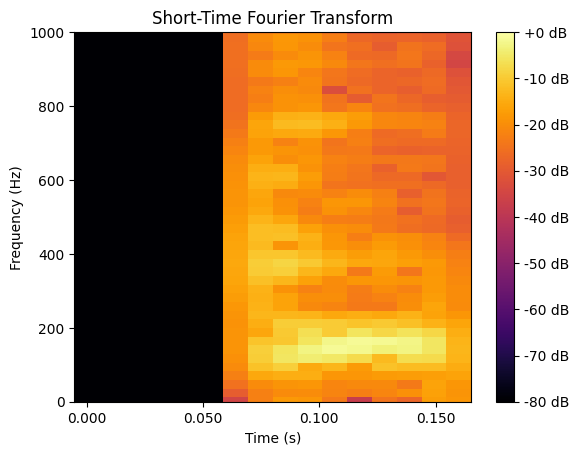 Short-Time Fourier Transform
1000
800
600
400
200
0
Frequency (Hz)
0.000
0.050
0.100
0.150
Time (s)
+0 dB
-10 dB
-20 dB
-30 dB
-40 dB
-50 dB
-60 dB
-70 dB
-80 dB